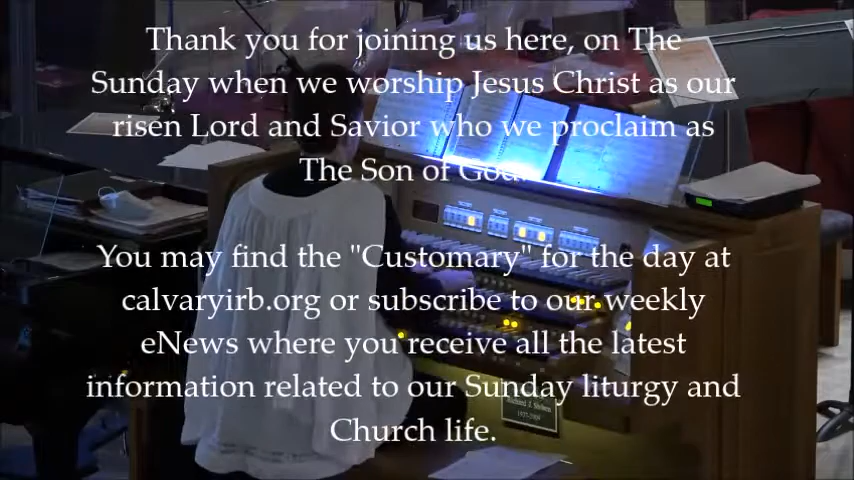 Thank you for joining us here, on The
Sunday when we worship Jesus Christ as our
risen Lord and Savior who we proclaim as
The Son of God.
You may find the "Customary" for the day at
calvaryirb.org or subscribe to our weekly
eNews where you receive all the latest
information related to our Sunday liturgy and
Church life.